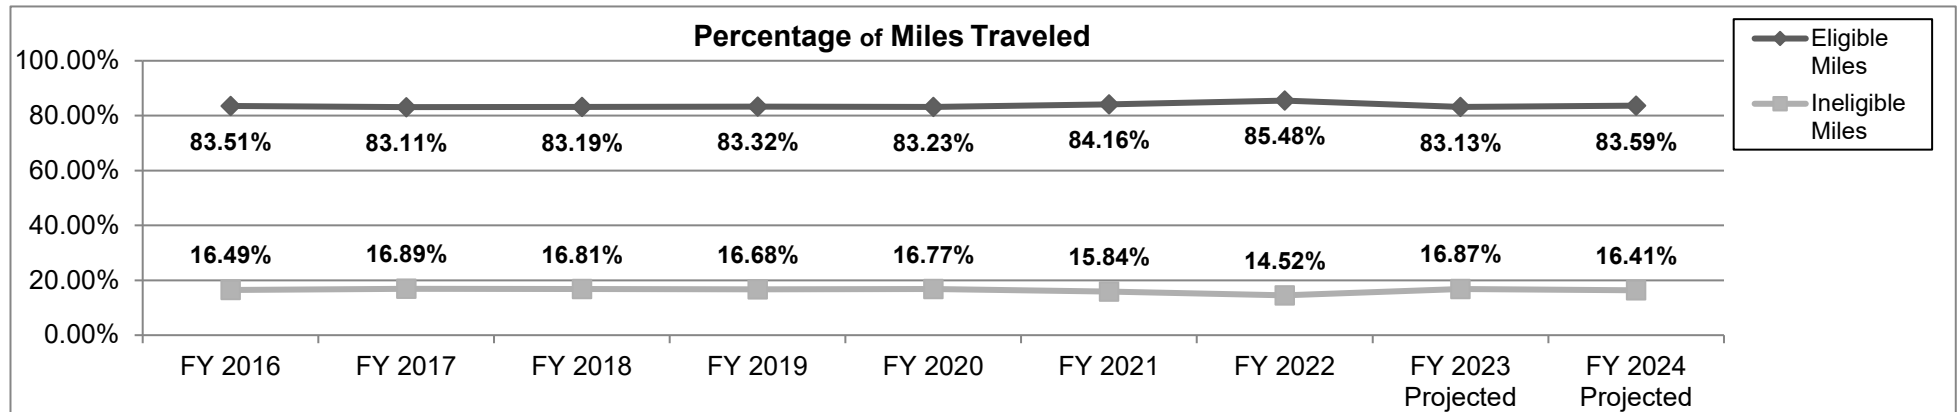 Percentage of Miles Traveled
Eligible
Miles
Ineligible
Miles
100.00%
80.00%
60.00%
40.00%
20.00%
0.00%
83.51% 83.11% 83.19% 83.32% 83.23% 84.16% 85.48% 83.13% 83.59%
16.49% 16.89% 16.81% 16.68% 16.77% 15.84% 14.52% 16.87% 16.41%
FY 2016 FY 2017 FY 2018 FY 2019 FY 2020 FY 2021 FY 2022 FY 2023 FY 2024
Projected Projected